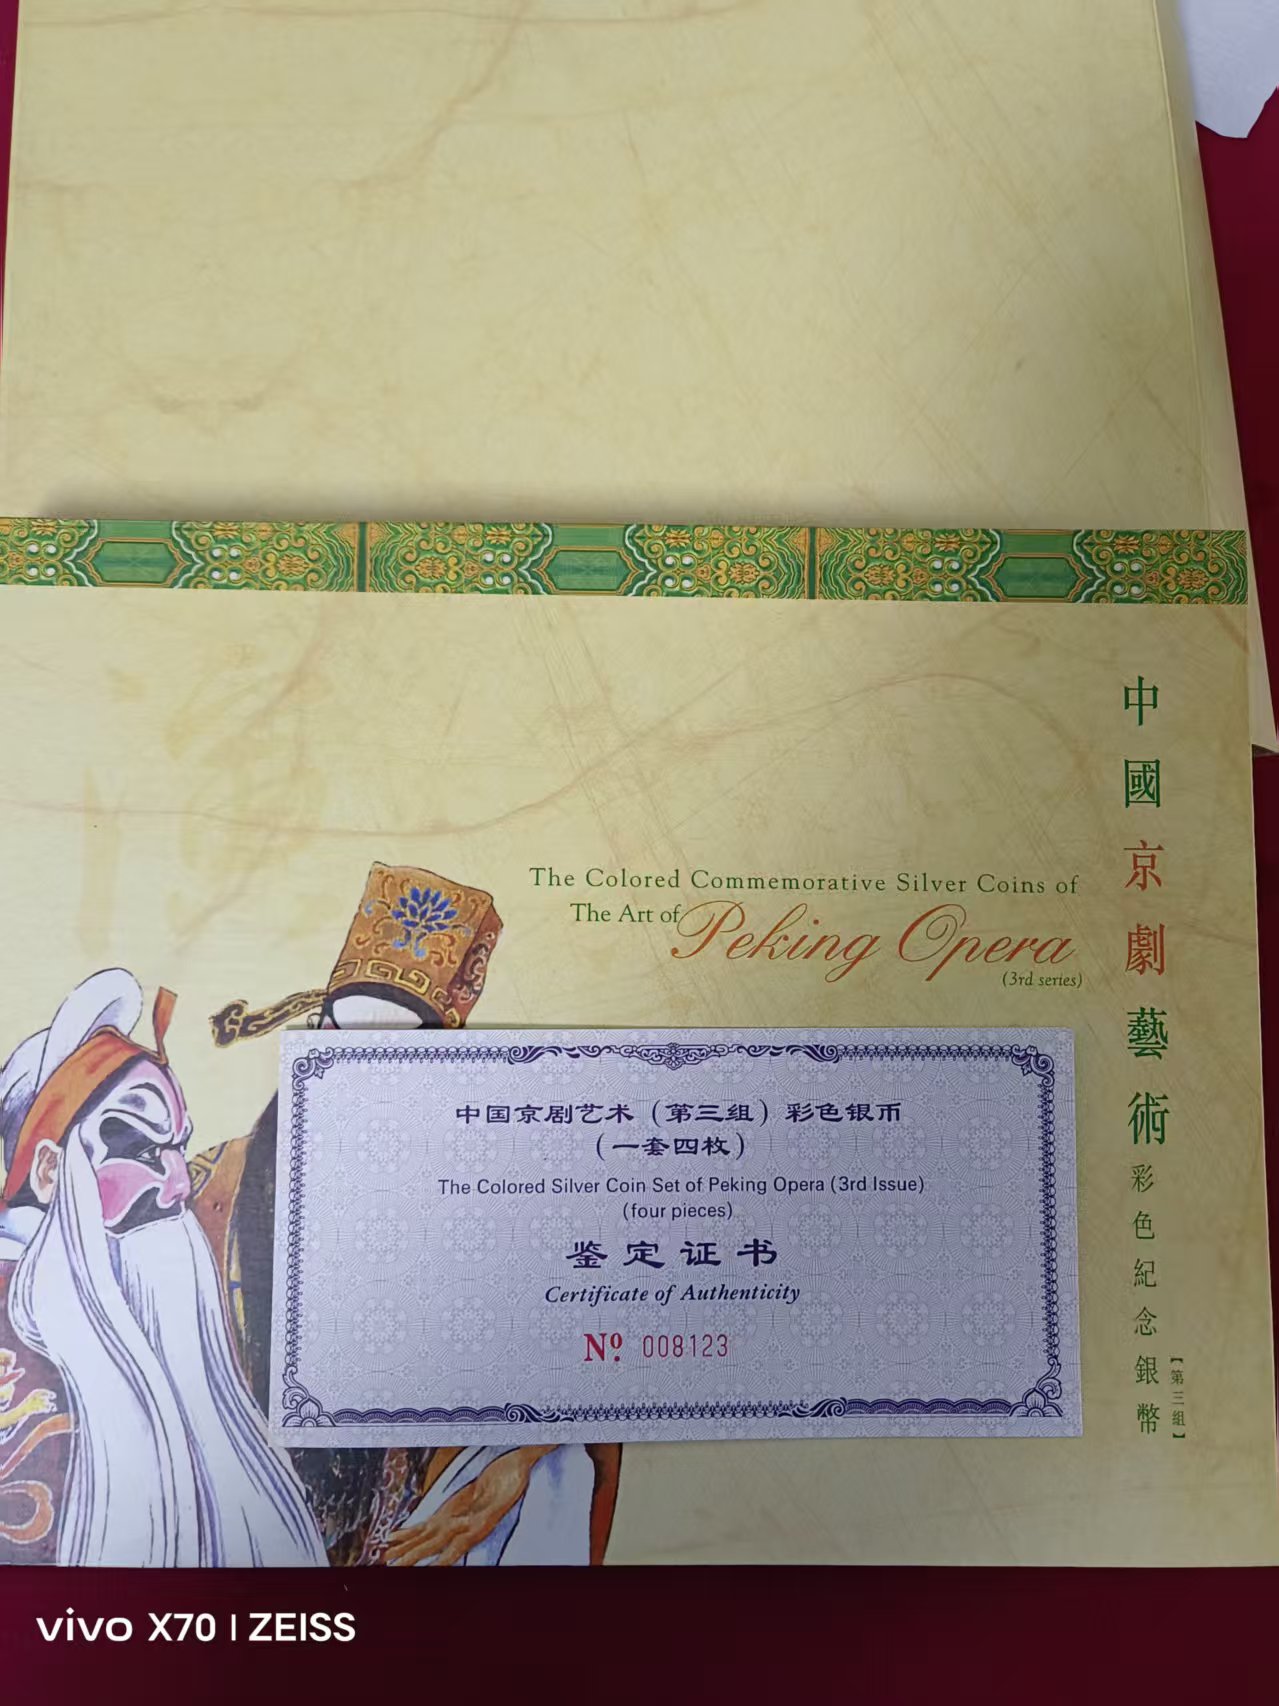 The Colored Commemorative Silver Coins of
The Art of Peking Opera
(3rd series)
中國京劇藝術彩色紀念銀幣
【第三组】
中国京剧艺术（第三组）彩色银币
（一套四枚）
The Colored Silver Coin Set of Peking Opera (3rd Issue)
(four pieces)
鉴定证书
Certificate of Authenticity
Nº. 008123
vivo X70 | ZEISS